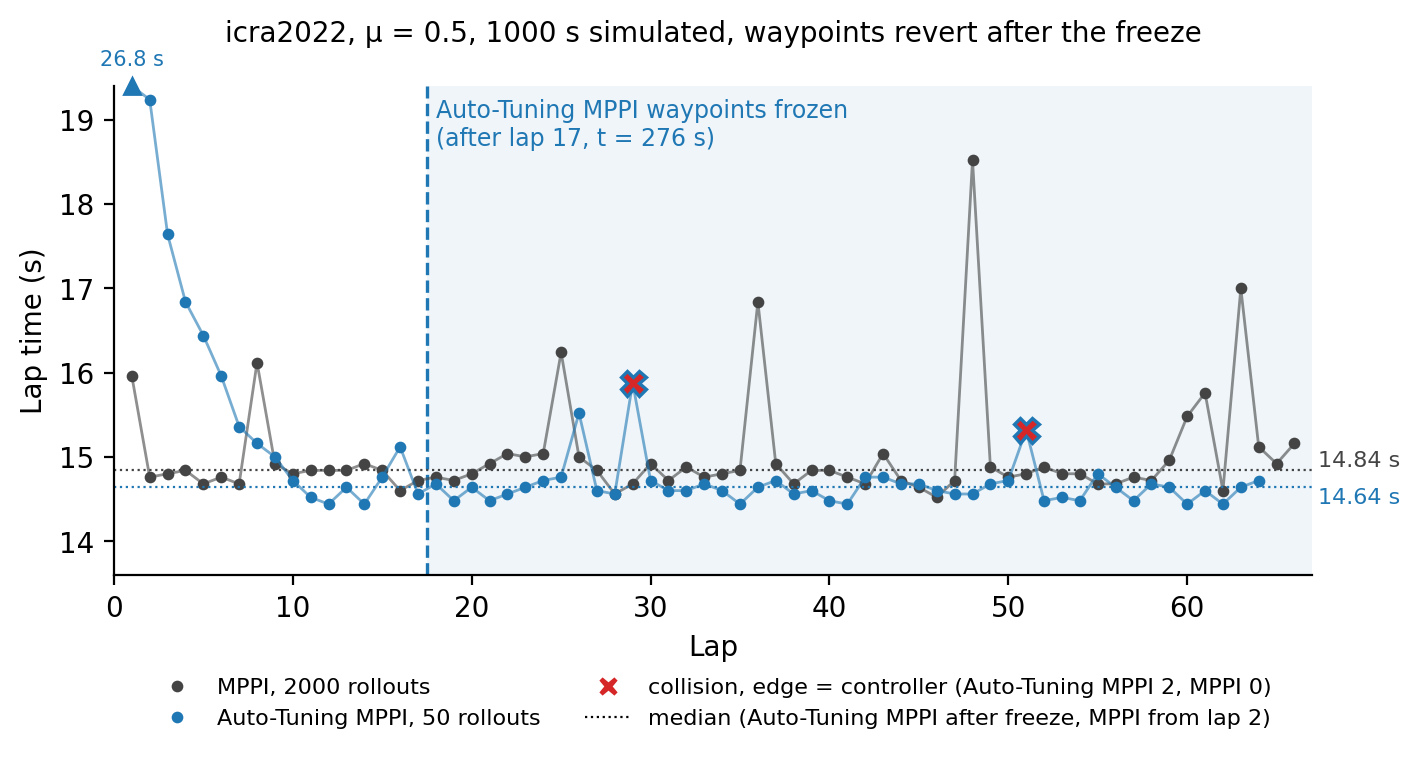 icra2022, μ = 0.5, 1000 s simulated, waypoints revert after the freeze
26.8 s
Auto-Tuning MPPI waypoints frozen
(after lap 17, t = 276 s)
19
18
17
16
15
14
Lap time (s)
14.84 s
14.64 s
0 10 20 30 40 50 60
Lap
MPPI, 2000 rollouts
Auto-Tuning MPPI, 50 rollouts
collision, edge = controller (Auto-Tuning MPPI 2, MPPI 0)
median (Auto-Tuning MPPI after freeze, MPPI from lap 2)